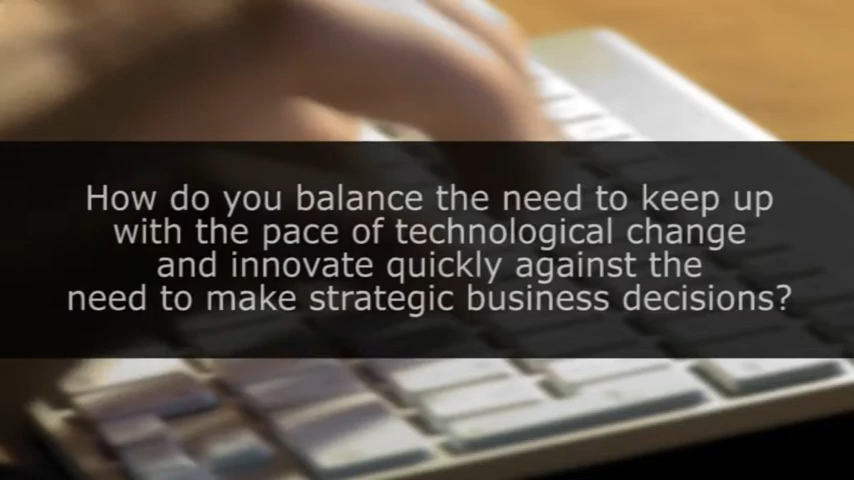 How do you balance the need to keep up
with the pace of technological change
and innovate quickly against the
need to make strategic business decisions?